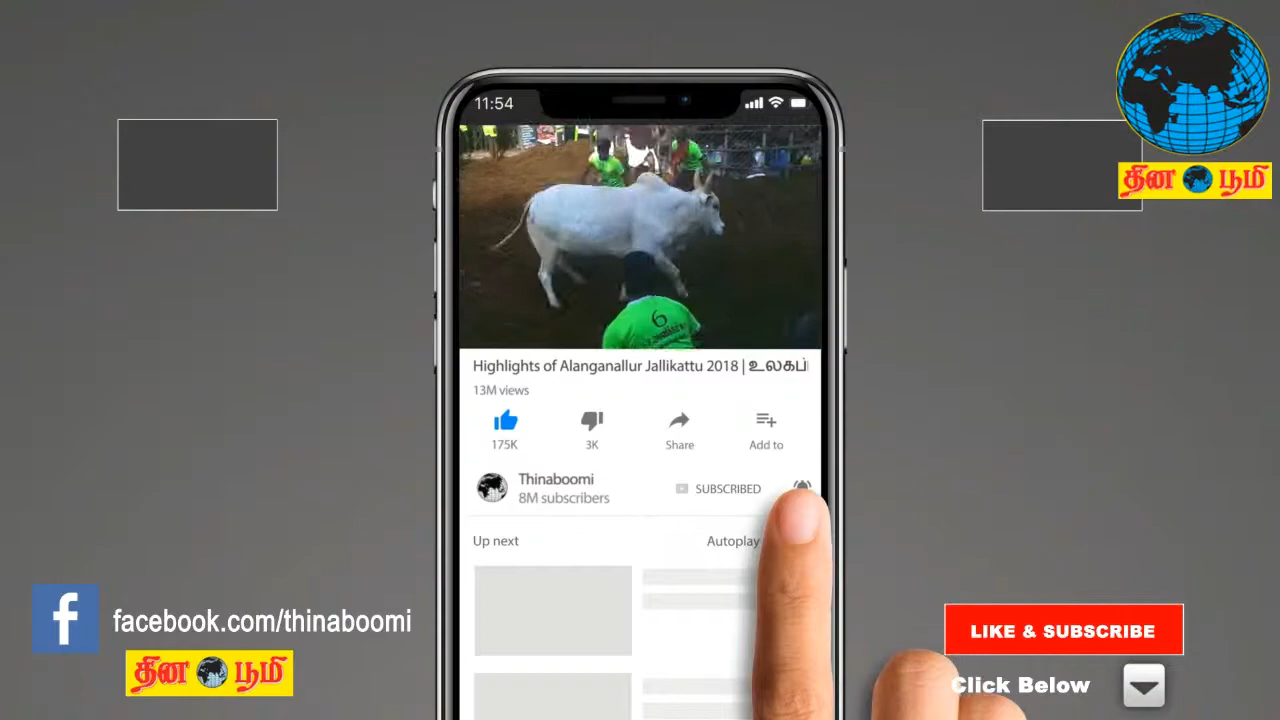 11:54
தின பூமி
6
Highlights of Alanganallur Jallikattu 2018 | உலகப்
13M views
175K
3K
Share
Add to
Thinaboomi
8M subscribers
SUBSCRIBED
Up next
Autoplay
f facebook.com/thinaboomi
தின பூமி
LIKE & SUBSCRIBE
Click Below